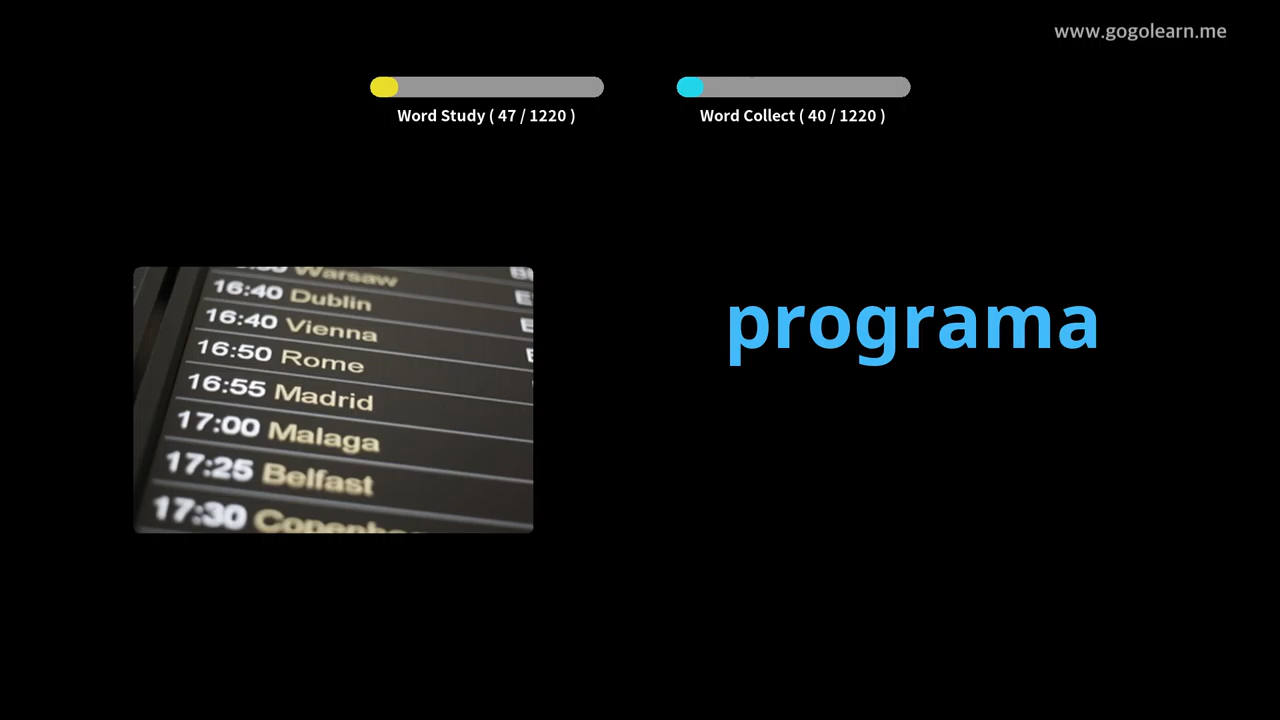 www.gogolearn.me
Word Study ( 47 / 1220 )
Word Collect ( 40 / 1220 )
Warsaw
16:40 Dublin
16:40 Vienna
16:50 Rome
16:55 Madrid
17:00 Malaga
17:25 Belfast
17:30
programa